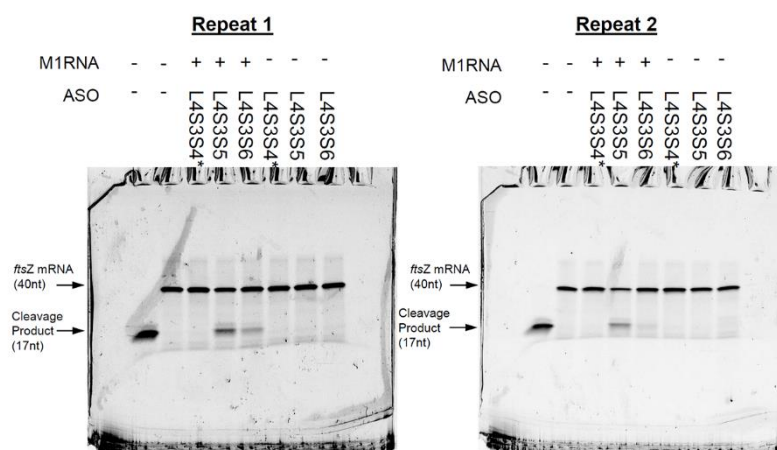 Repeat 1
M1RNA - - + + + - - -
ASO - - L4S3S4* L4S3S5 L4S3S6 L4S3S4* L4S3S5 L4S3S6
ftsZ mRNA
(40nt)
Cleavage
Product
(17nt)
Repeat 2
M1RNA - - + + + - - -
ASO - - L4S3S4* L4S3S5 L4S3S6 L4S3S4* L4S3S5 L4S3S6
ftsZ mRNA
(40nt)
Cleavage
Product
(17nt)